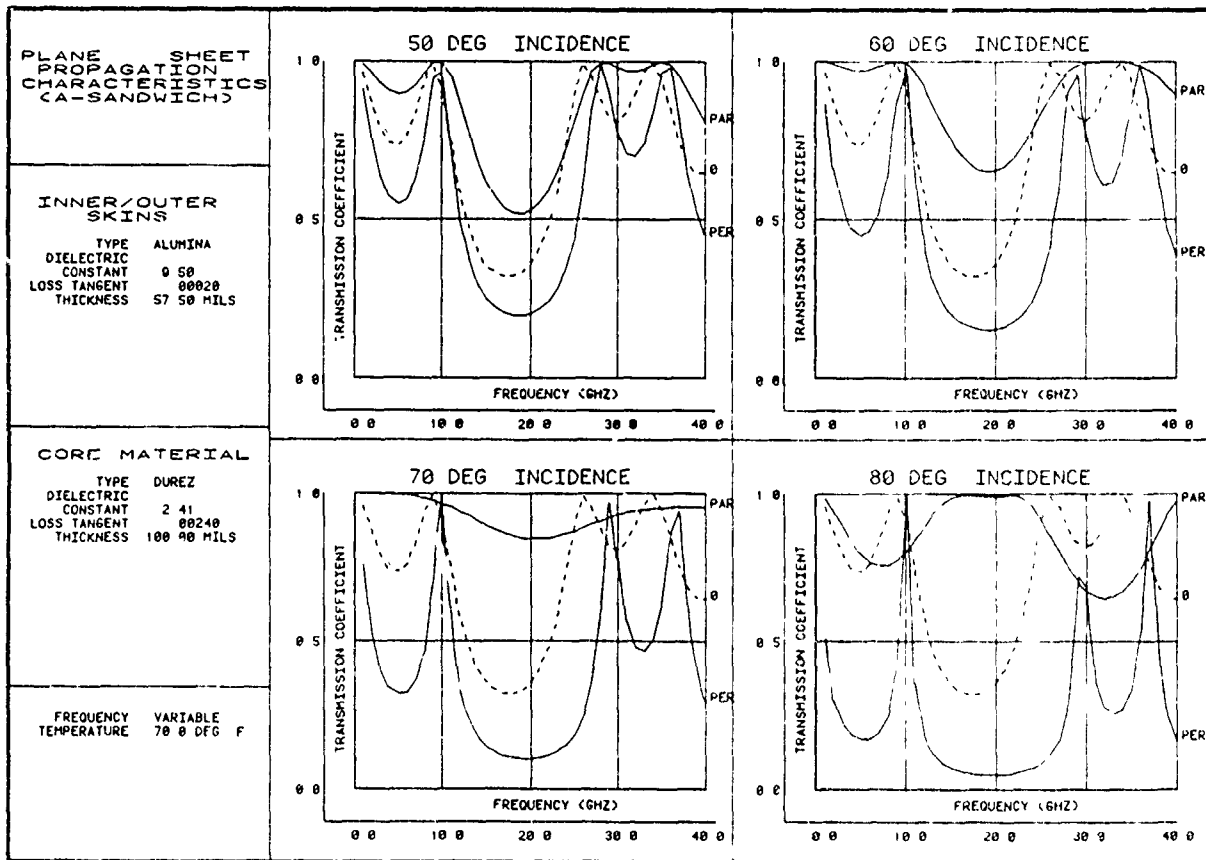 PLANE SHEET
PROPAGATION
CHARACTERISTICS
(A-SANDWICH)
INNER/OUTER
SKINS
TYPE ALUMINA
DIELECTRIC
CONSTANT 9 50
LOSS TANGENT 00020
THICKNESS 57 50 MILS
CORE MATERIAL
TYPE DUREZ
DIELECTRIC
CONSTANT 2 41
LOSS TANGENT 00240
THICKNESS 100 00 MILS
FREQUENCY VARIABLE
TEMPERATURE 70 0 DEG F
50 DEG INCIDENCE
1 0
0 5
0 0
TRANSMISSION COEFFICIENT
PAR
0
PER
FREQUENCY (GHZ)
0 0 10 0 20 0 30 0 40 0
60 DEG INCIDENCE
1 0
0 5
0 0
TRANSMISSION COEFFICIENT
PAR
0
PER
FREQUENCY (GHZ)
0 0 10 0 20 0 30 0 40 0
70 DEG INCIDENCE
1 0
0 5
0 0
TRANSMISSION COEFFICIENT
PAR
0
PER
FREQUENCY (GHZ)
0 0 10 0 20 0 30 0 40 0
80 DEG INCIDENCE
1 0
0 5
0 0
TRANSMISSION COEFFICIENT
PAR
0
PER
FREQUENCY (GHZ)
0 0 10 0 20 0 30 0 40 0